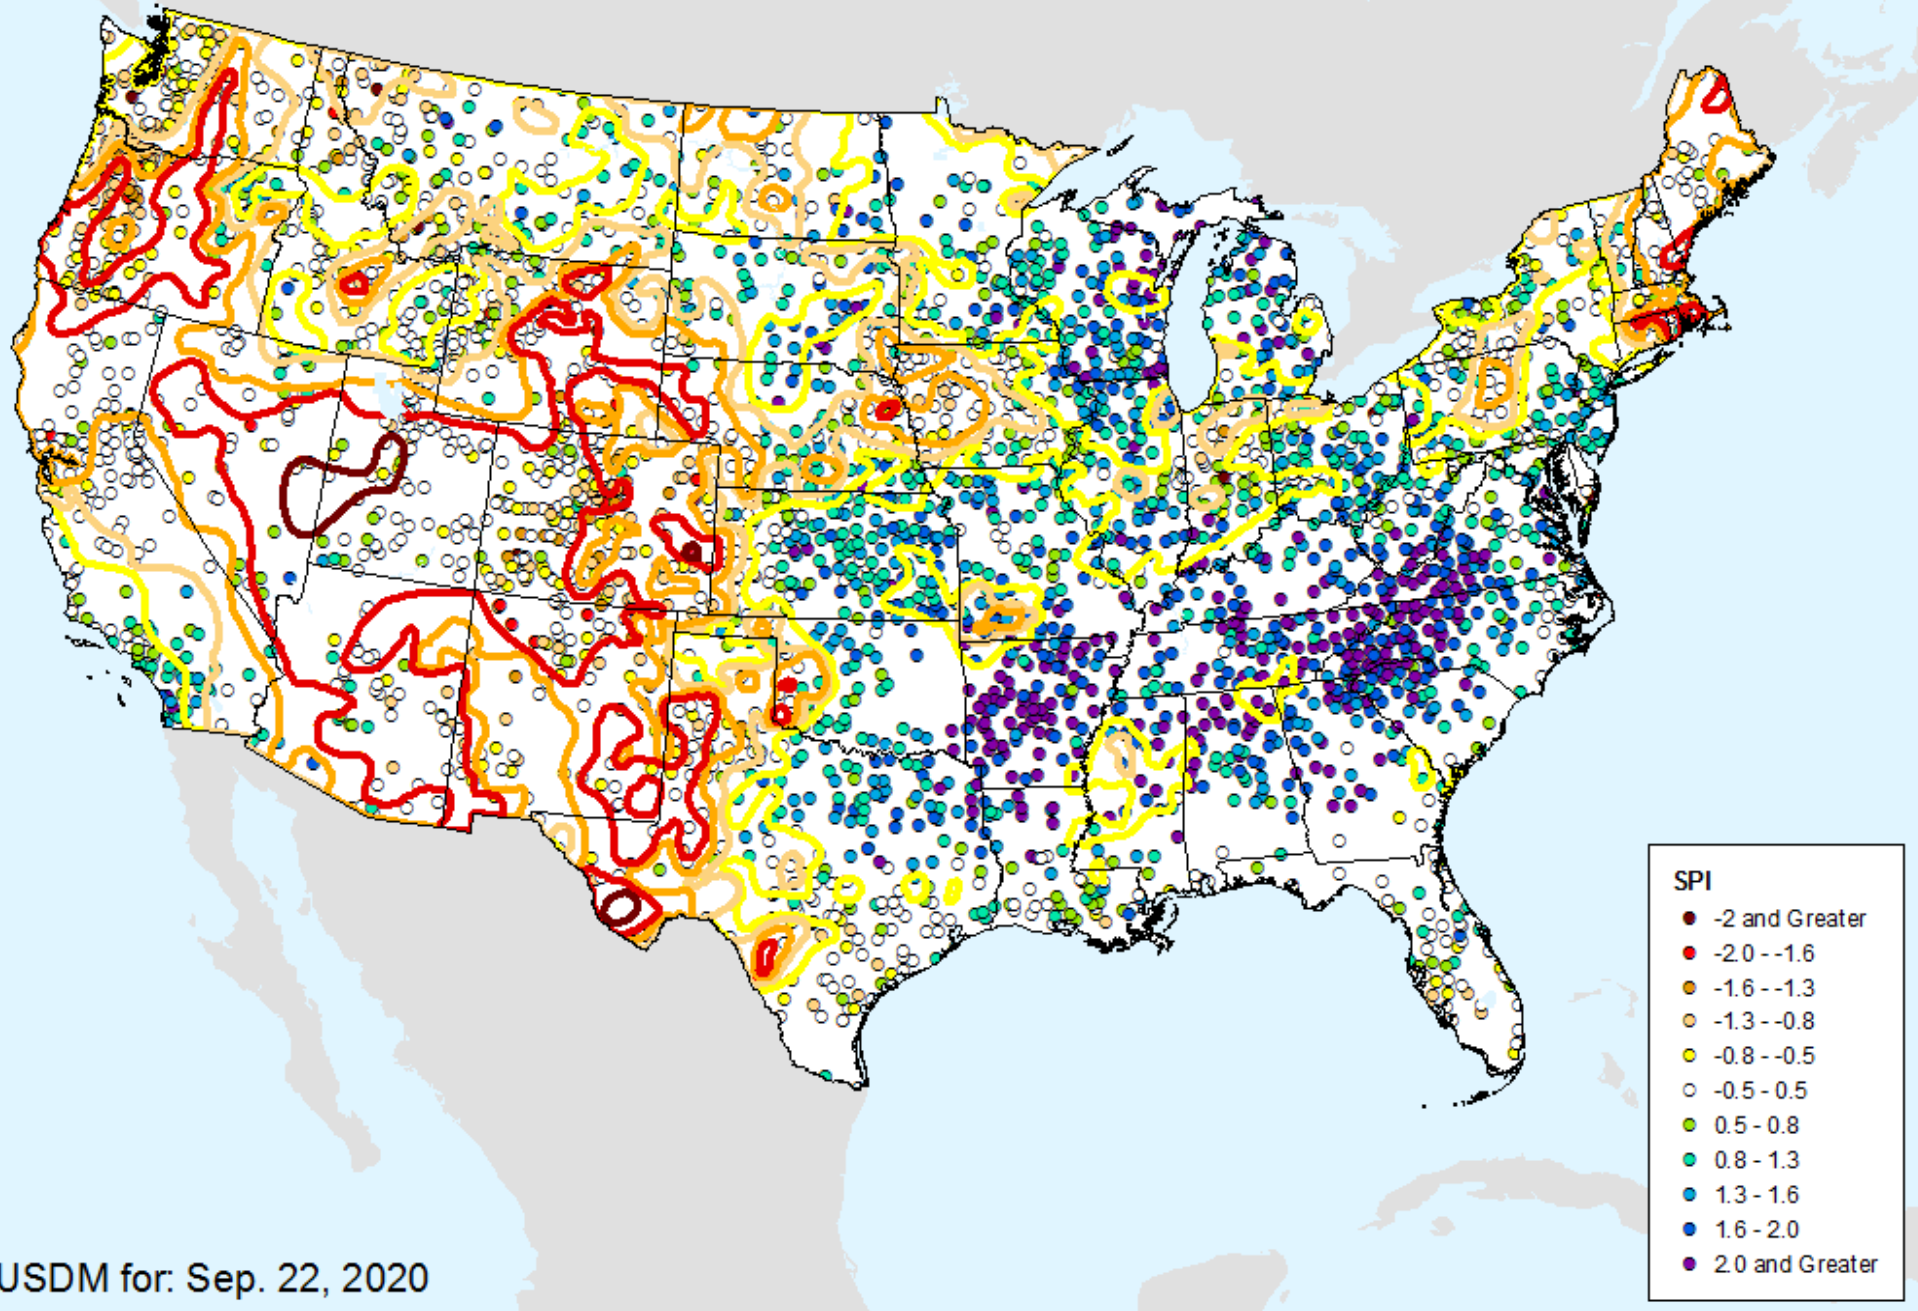 SPI
-2 and Greater
-2.0 - -1.6
-1.6 - -1.3
-1.3 - -0.8
-0.8 - -0.5
-0.5 - 0.5
0.5 - 0.8
0.8 - 1.3
1.3 - 1.6
1.6 - 2.0
2.0 and Greater
USDM for: Sep. 22, 2020